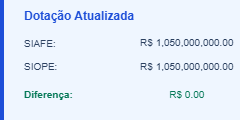 Dotação Atualizada
SIAFE: R$ 1,050,000,000.00
SIOPE: R$ 1,050,000,000.00
Diferença: R$ 0.00